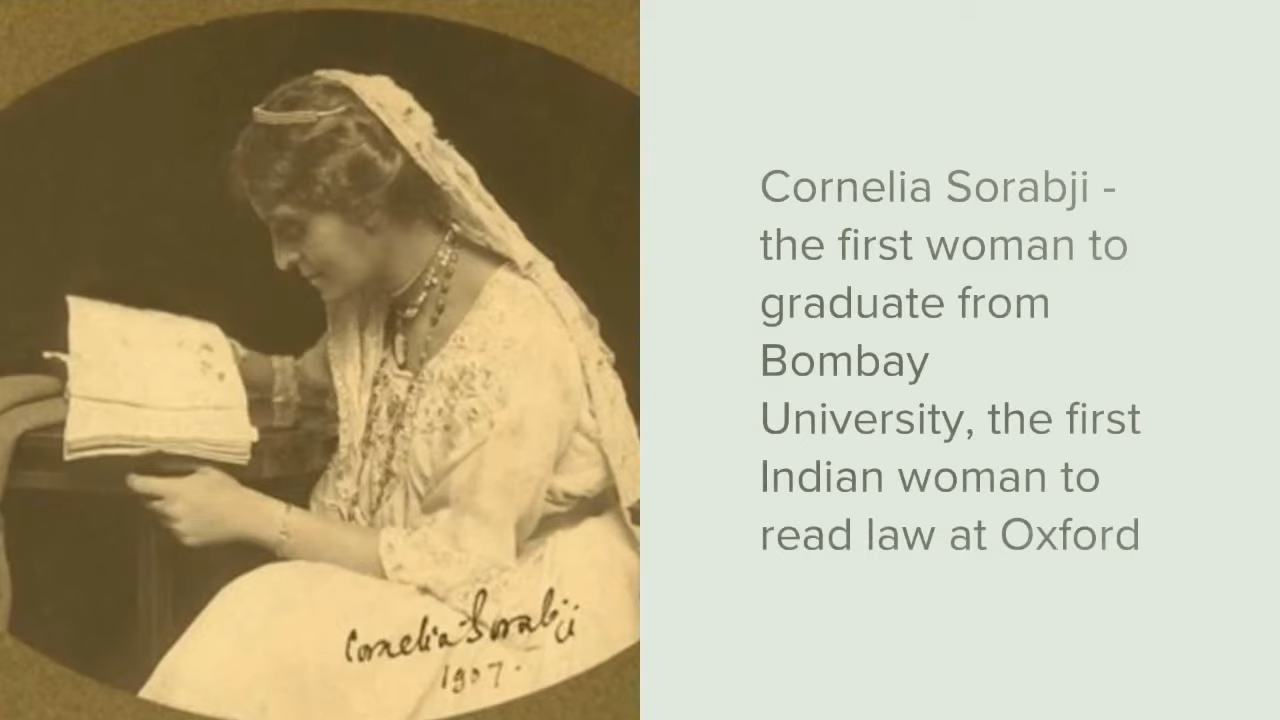 Cornelia Sorabji -
the first woman to
graduate from
Bombay
University, the first
Indian woman to
read law at Oxford
Cornelia Sorabji
1907.